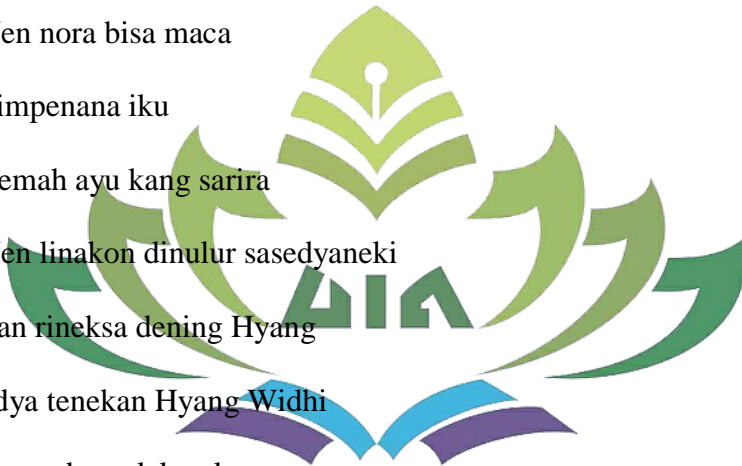 en nora bisa maca
impenana iku
emah ayu kang sarira
en linakon dinulur sasedyaneki
an rineksa dening Hyang
dya tenekan Hyang Widhi
UIN